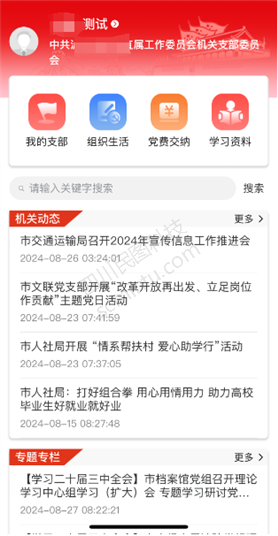 测试
中共
直属工作委员会机关支部委员
会
我的支部
组织生活
党费交纳
学习资料
请输入关键字搜索
搜索
机关动态
更多
市交通运输局召开2024年宣传信息工作推进会
2024-08-26 03:24:01
市文联党支部开展“改革开放再出发、立足岗位
作贡献”主题党日活动
2024-08-23 07:41:59
市人社局开展 “情系帮扶村 爱心助学行”活动
2024-08-23 07:37:05
市人社局：打好组合拳 用心用情用力 助力高校
毕业生好就业就好业
2024-08-15 08:27:48
专题专栏
更多
【学习二十届三中全会】市档案馆党组召开理论
学习中心组学习（扩大）会 专题学习研讨党...
2024-08-27 08:22:21